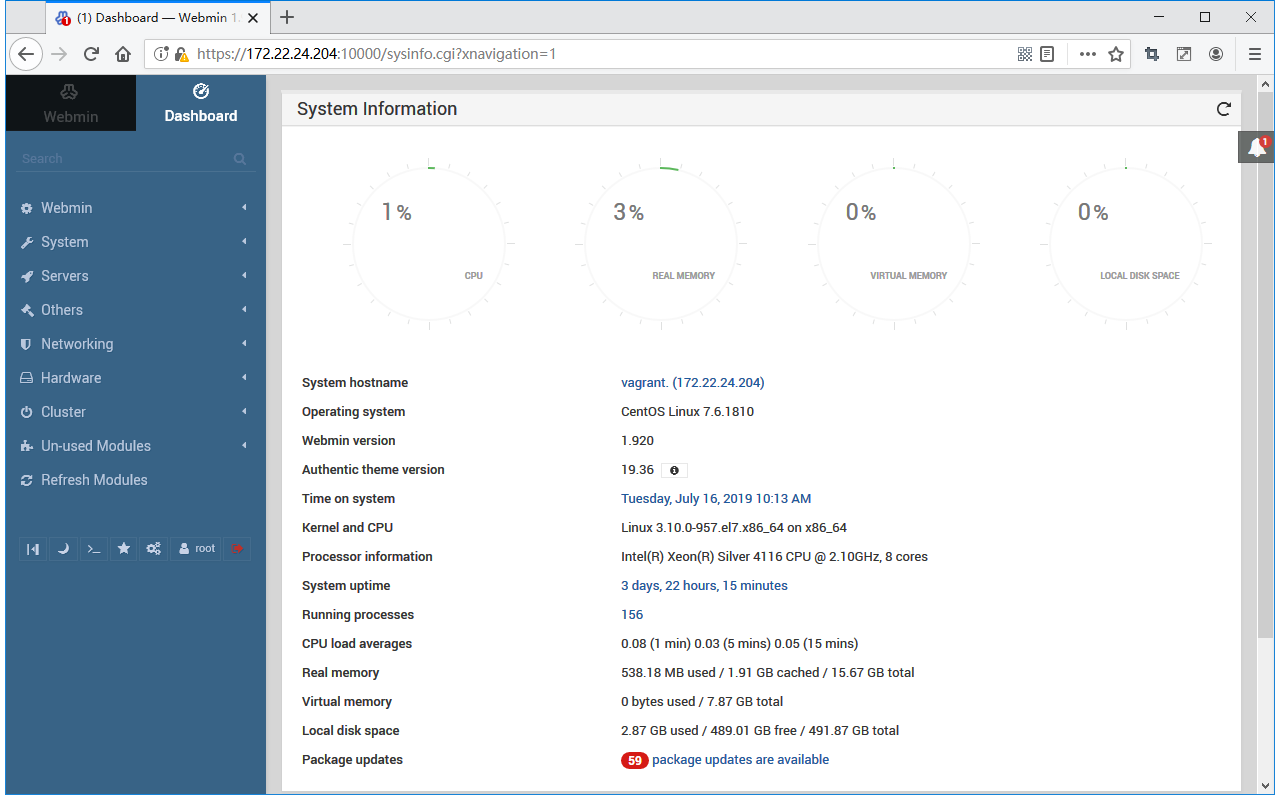 (1) Dashboard — Webmin 1.
https://172.22.24.204:10000/sysinfo.cgi?xnavigation=1
Webmin
Dashboard
Search
Webmin
System
Servers
Others
Networking
Hardware
Cluster
Un-used Modules
Refresh Modules
root
System Information
1
1%
CPU
3%
REAL MEMORY
0%
VIRTUAL MEMORY
0%
LOCAL DISK SPACE
System hostname vagrant. (172.22.24.204)
Operating system CentOS Linux 7.6.1810
Webmin version 1.920
Authentic theme version 19.36
Time on system Tuesday, July 16, 2019 10:13 AM
Kernel and CPU Linux 3.10.0-957.el7.x86_64 on x86_64
Processor information Intel(R) Xeon(R) Silver 4116 CPU @ 2.10GHz, 8 cores
System uptime 3 days, 22 hours, 15 minutes
Running processes 156
CPU load averages 0.08 (1 min) 0.03 (5 mins) 0.05 (15 mins)
Real memory 538.18 MB used / 1.91 GB cached / 15.67 GB total
Virtual memory 0 bytes used / 7.87 GB total
Local disk space 2.87 GB used / 489.01 GB free / 491.87 GB total
Package updates 59 package updates are available